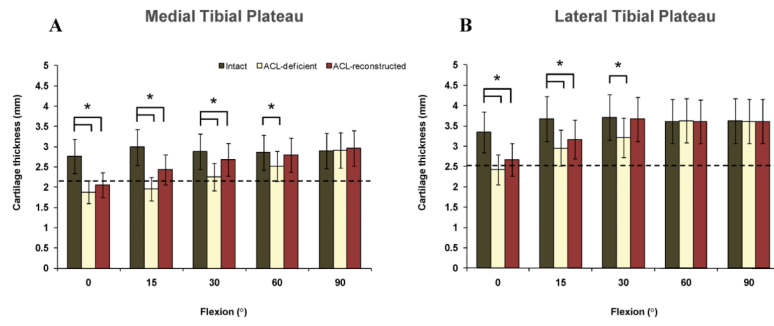 A
Medial Tibial Plateau
Intact ACL-deficient ACL-reconstructed
Cartilage thickness (mm)
5
4.5
4
3.5
3
2.5
2
1.5
1
0.5
0
* * * *
0 15 30 60 90
Flexion (°)
B
Lateral Tibial Plateau
Cartilage thickness (mm)
5
4.5
4
3.5
3
2.5
2
1.5
1
0.5
0
* * *
0 15 30 60 90
Flexion (°)